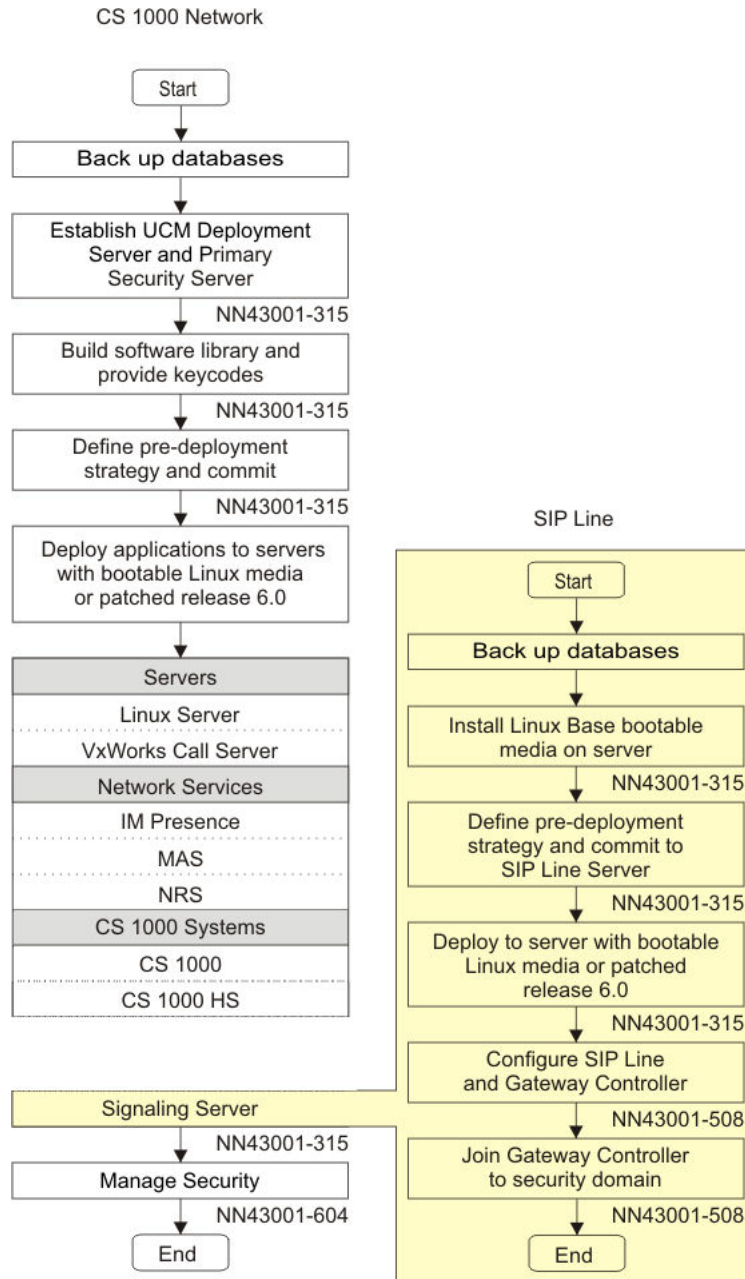 CS 1000 Network
Start
Back up databases
Establish UCM Deployment
Server and Primary
Security Server
NN43001-315
Build software library and
provide keycodes
NN43001-315
Define pre-deployment
strategy and commit
NN43001-315
Deploy applications to servers
with bootable Linux media
or patched release 6.0
Servers
Linux Server
VxWorks Call Server
Network Services
IM Presence
MAS
NRS
CS 1000 Systems
CS 1000
CS 1000 HS
Signaling Server
NN43001-315
Manage Security
NN43001-604
End
SIP Line
Start
Back up databases
Install Linux Base bootable
media on server
NN43001-315
Define pre-deployment
strategy and commit to
SIP Line Server
NN43001-315
Deploy to server with bootable
Linux media or patched
release 6.0
NN43001-315
Configure SIP Line
and Gateway Controller
NN43001-508
Join Gateway Controller
to security domain
NN43001-508
End